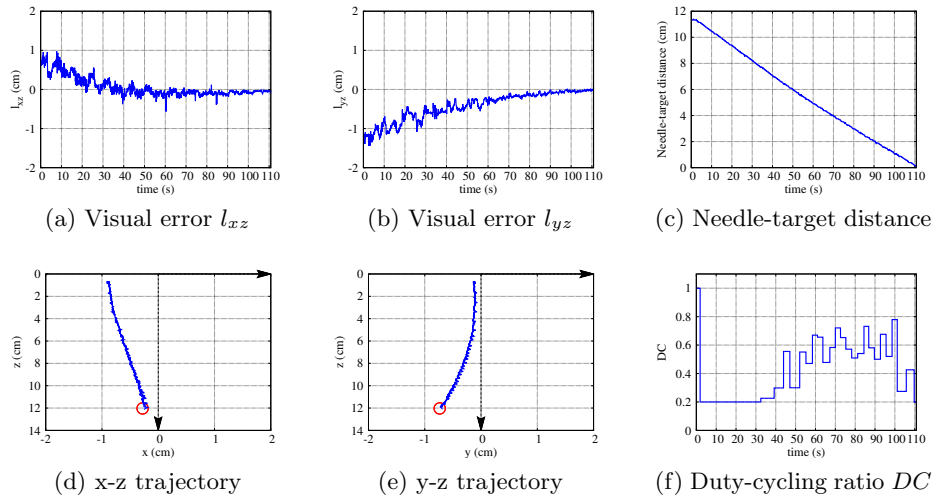 2
1
0
-1
-2
l_xz (cm)
0 10 20 30 40 50 60 70 80 90 100 110
time (s)
(a) Visual error l_xz
2
1
0
-1
-2
l_yz (cm)
0 10 20 30 40 50 60 70 80 90 100 110
time (s)
(b) Visual error l_yz
12
10
8
6
4
2
0
Needle-target distance (cm)
0 10 20 30 40 50 60 70 80 90 100 110
time (s)
(c) Needle-target distance
0
2
4
6
8
10
12
14
z (cm)
-2 -1 0 1 2
x (cm)
(d) x-z trajectory
0
2
4
6
8
10
12
14
z (cm)
-2 -1 0 1 2
y (cm)
(e) y-z trajectory
1
0.8
0.6
0.4
0.2
DC
0 10 20 30 40 50 60 70 80 90 100 110
time (s)
(f) Duty-cycling ratio DC